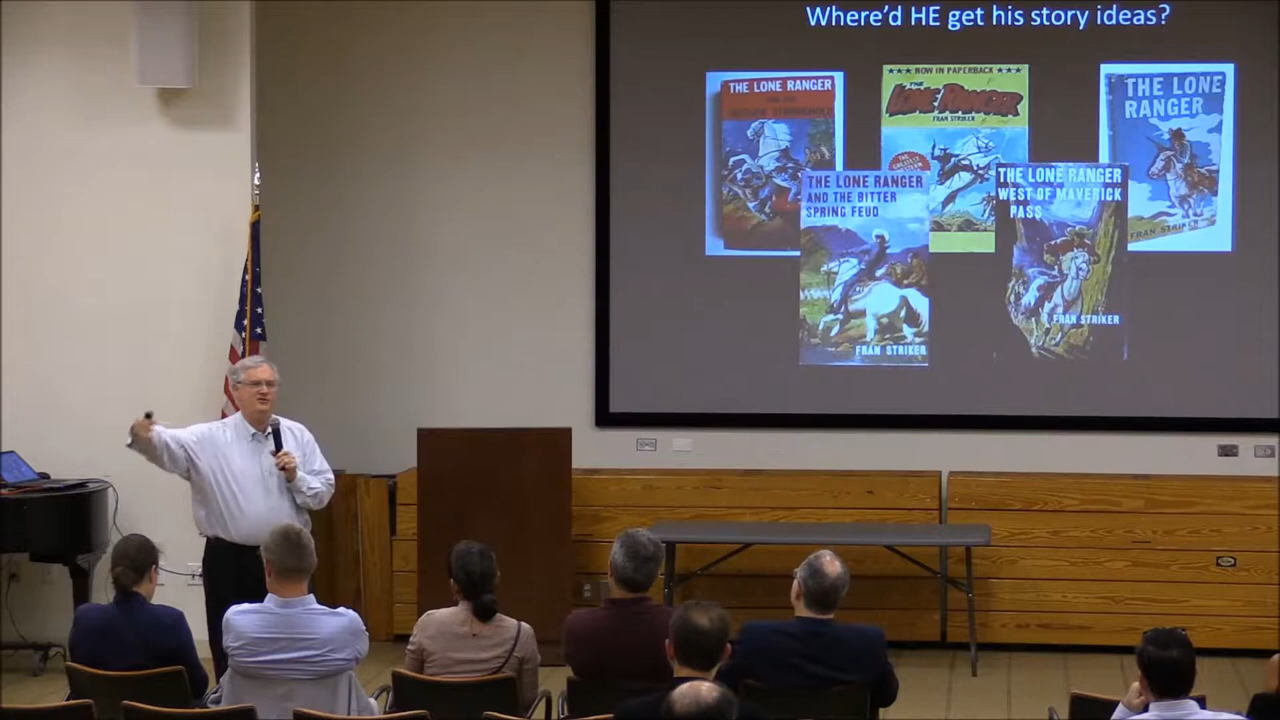 Where'd HE get his story ideas?
THE LONE RANGER
★★★ NOW IN PAPERBACK ★★★
THE
LONE RANGER
FRAN STRIKER
THE LONE
RANGER
FRAN STRIKER
THE LONE RANGER
AND THE BITTER
SPRING FEUD
FRAN STRIKER
THE LONE RANGER
WEST OF MAVERICK
PASS
FRAN STRIKER